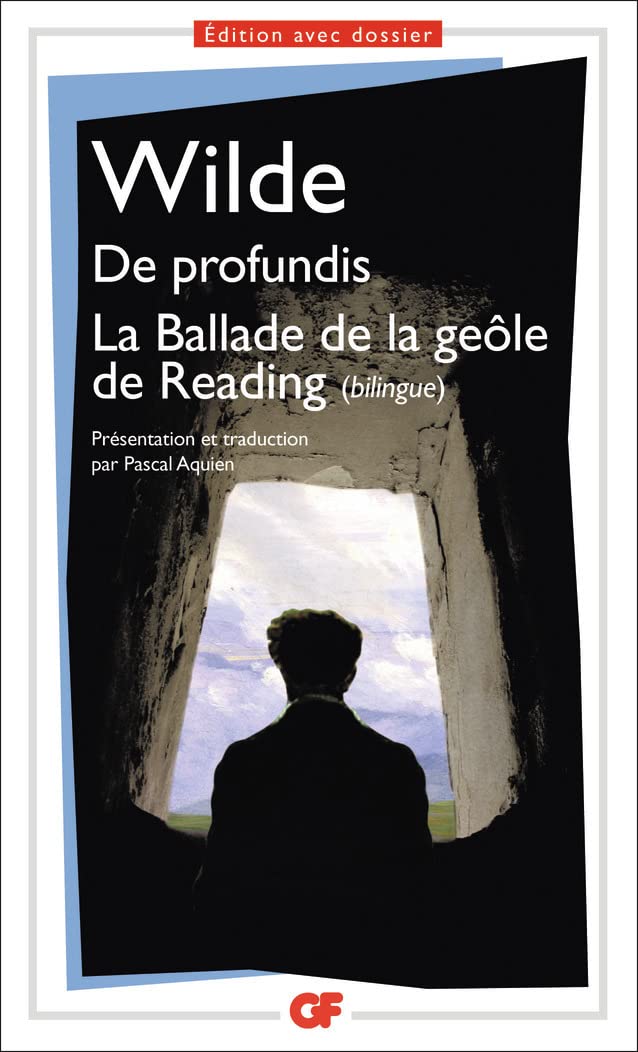 Édition avec dossier
Wilde
De profundis
La Ballade de la geôle
de Reading (bilingue)
Présentation et traduction
par Pascal Aquien
GF